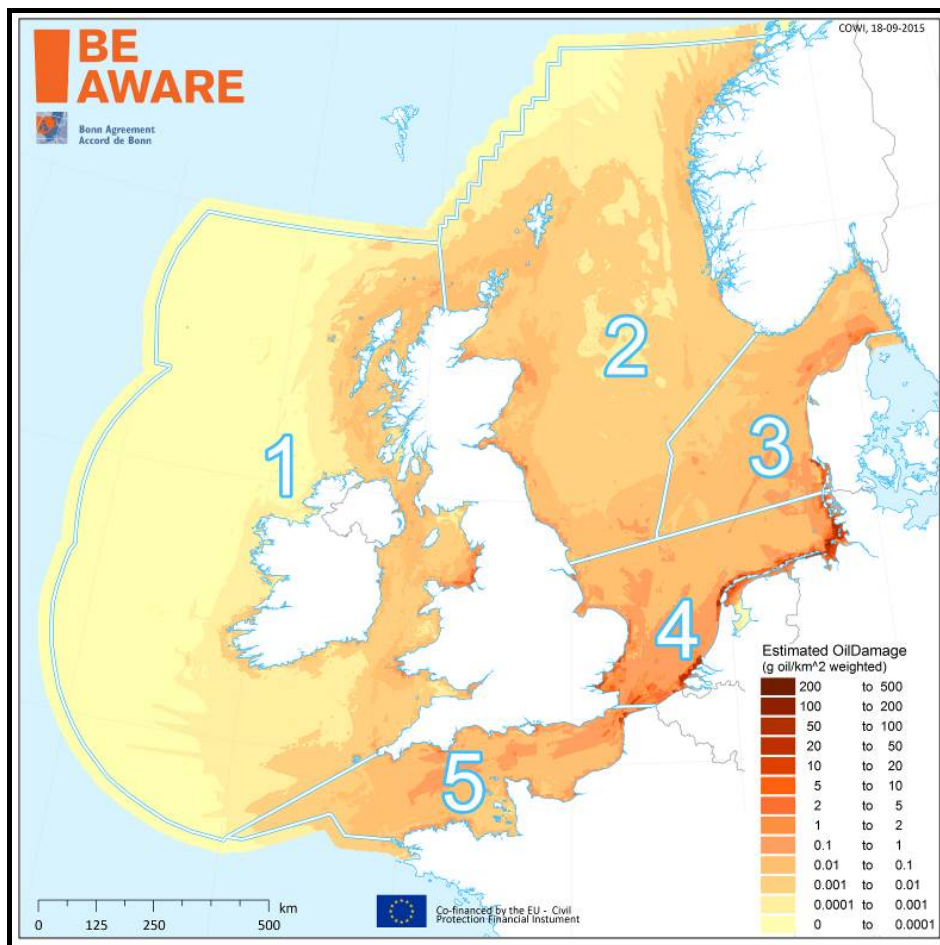 COWI, 18-09-2015
BE
AWARE
Bonn Agreement
Accord de Bonn
2
1
3
4
5
Estimated OilDamage
(g oil/km^2 weighted)
200 to 500
100 to 200
50 to 100
20 to 50
10 to 20
5 to 10
2 to 5
1 to 2
0.1 to 1
0.01 to 0.1
0.001 to 0.01
0.0001 to 0.001
0 to 0.0001
km
0 125 250 500
Co-financed by the EU - Civil
Protection Financial Instument